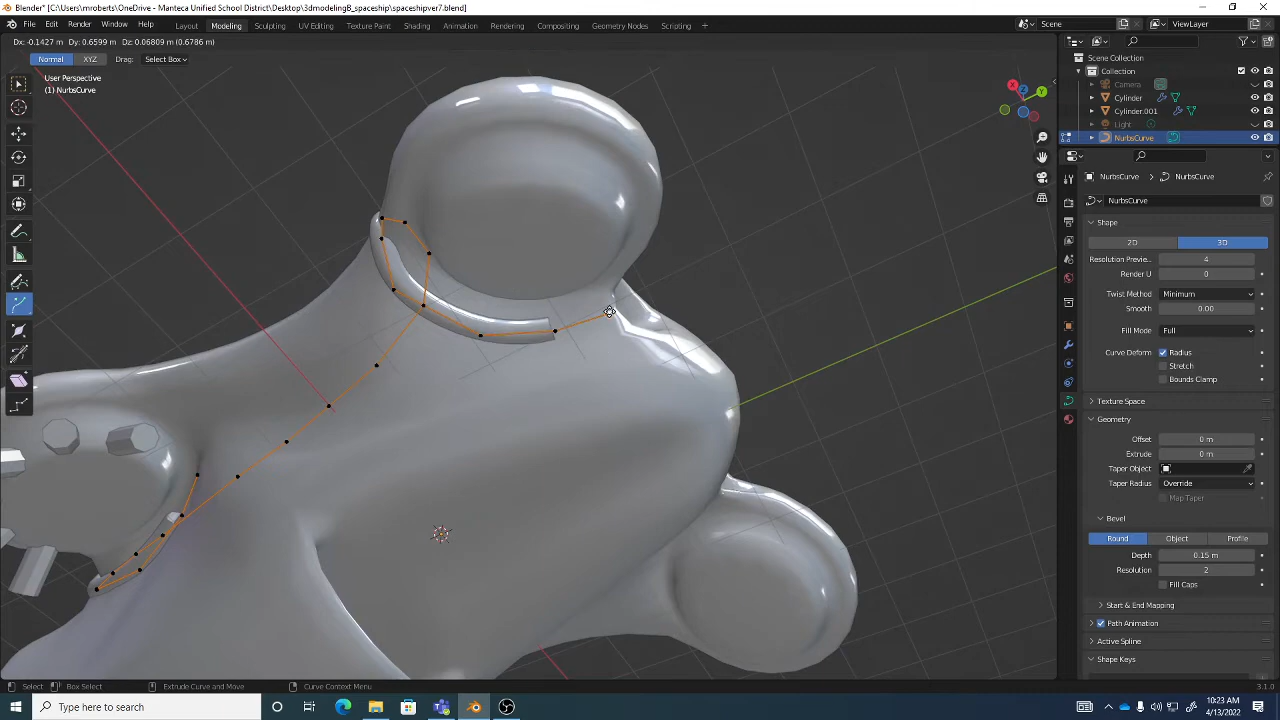 Blender* [C:\Users\mroberts\OneDrive - Manteca Unified School District\Desktop\3dmodelingB_spaceship\spaceshipver7.blend]
File Edit Render Window Help Layout Modeling Sculpting UV Editing Texture Paint Shading Animation Rendering Compositing Geometry Nodes Scripting + Scene ViewLayer
Dx: -0.1427 m Dy: 0.6599 m Dz: 0.06809 m (0.6786 m)
Normal XYZ Drag: Select Box
User Perspective
(1) NurbsCurve
Scene Collection
Collection
Camera
Cylinder
Cylinder.001
Light
NurbsCurve
NurbsCurve NurbsCurve
NurbsCurve
Shape
2D 3D
Resolution Previe.. 4
Render U 0
Twist Method Minimum
Smooth 0.00
Fill Mode Full
Curve Deform Radius
Stretch
Bounds Clamp
Texture Space
Geometry
Offset 0 m
Extrude 0 m
Taper Object
Taper Radius Override
Map Taper
Bevel
Round Object Profile
Depth 0.15 m
Resolution 2
Fill Caps
Start & End Mapping
Path Animation
Active Spline
Shape Keys
Select Box Select Extrude Curve and Move Curve Context Menu 3.1.0
Type here to search
10:23 AM
4/13/2022